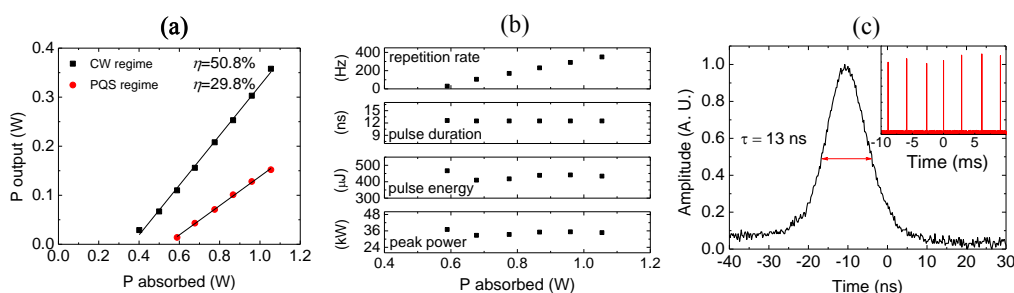 (a)
0.4
0.3
0.2
0.1
0.0
P output (W)
CW regime η=50.8%
PQS regime η=29.8%
0.0 0.2 0.4 0.6 0.8 1.0 1.2
P absorbed (W)
(b)
400
200
0
(Hz)
repetition rate
15
12
9
(ns)
pulse duration
500
400
300
(μJ)
pulse energy
48
36
24
(kW)
peak power
0.4 0.6 0.8 1.0 1.2
P absorbed (W)
(c)
1.0
0.8
0.6
0.4
0.2
0.0
Amplitude (A. U.)
τ = 13 ns
-10 -5 0 5
Time (ms)
-40 -30 -20 -10 0 10 20 30
Time (ns)